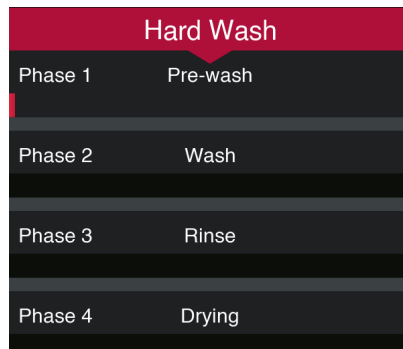 Hard Wash
Phase 1 Pre-wash
Phase 2 Wash
Phase 3 Rinse
Phase 4 Drying